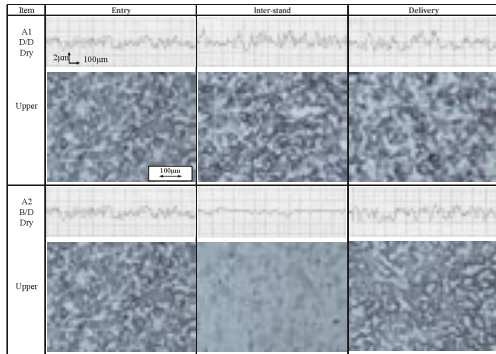 Item Entry Inter-stand Delivery
A1
D/D
Dry
2μm 100μm
Upper
100μm
A2
B/D
Dry
Upper